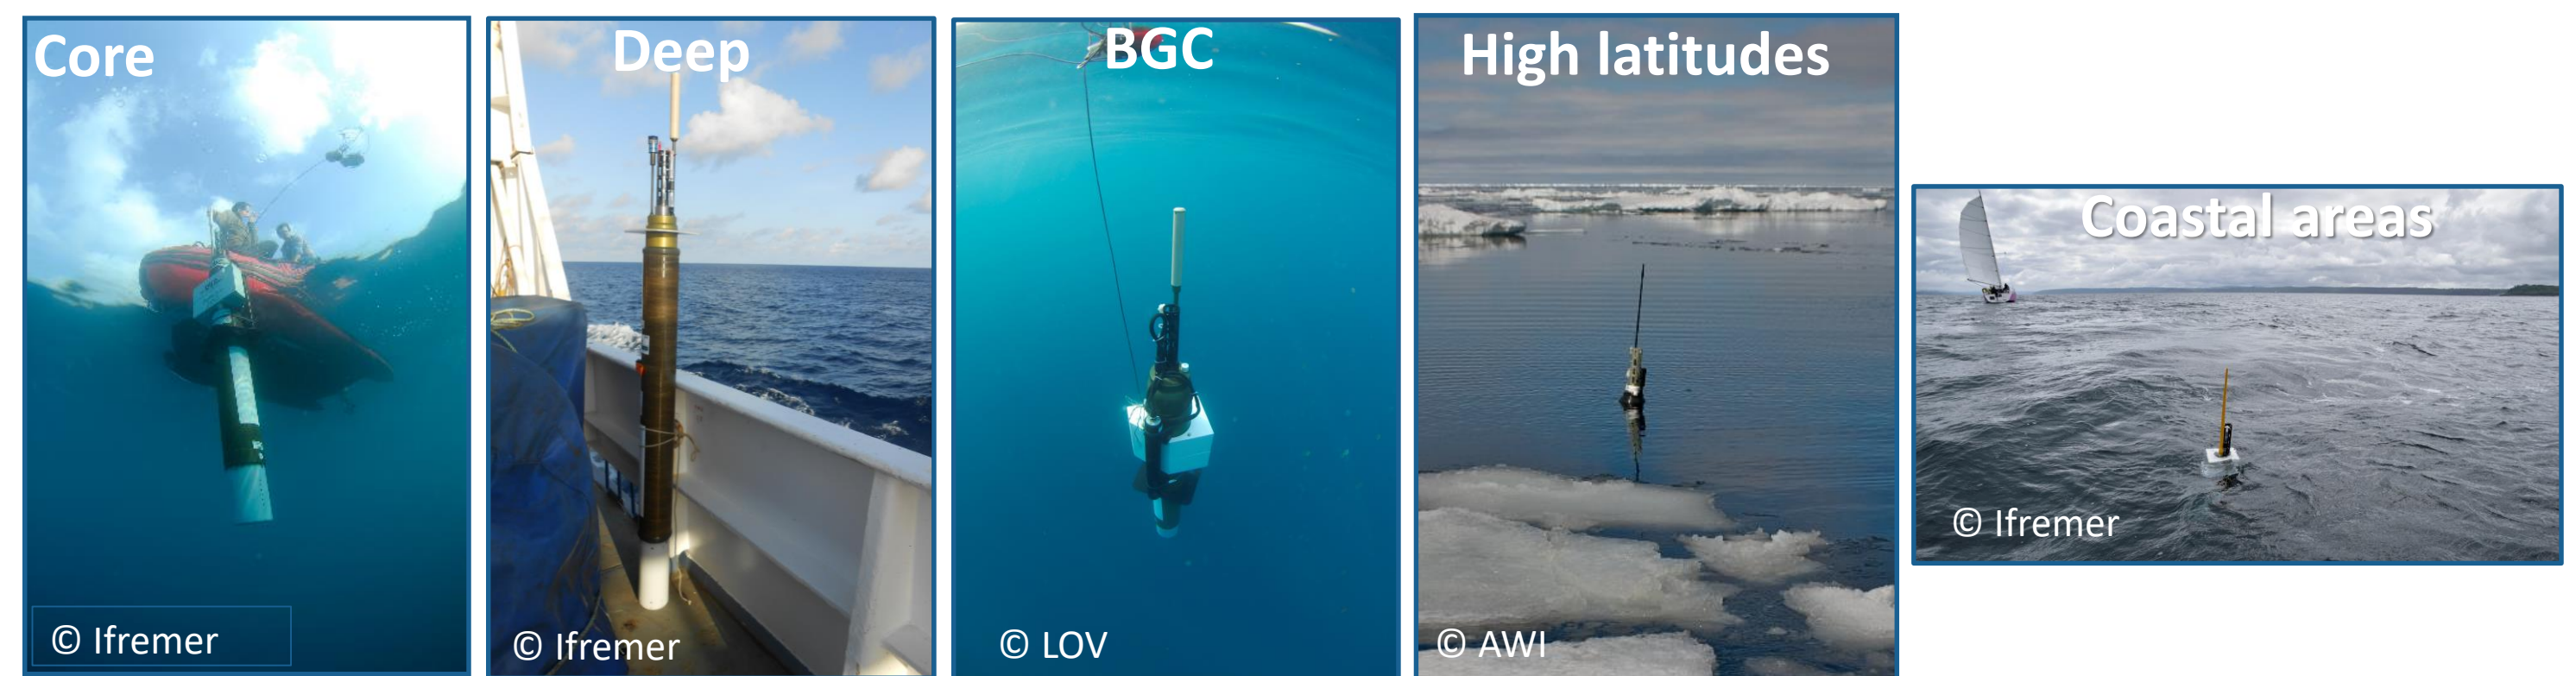 Core
© Ifremer
Deep
© Ifremer
BGC
© LOV
High latitudes
© AWI
Coastal areas
© Ifremer